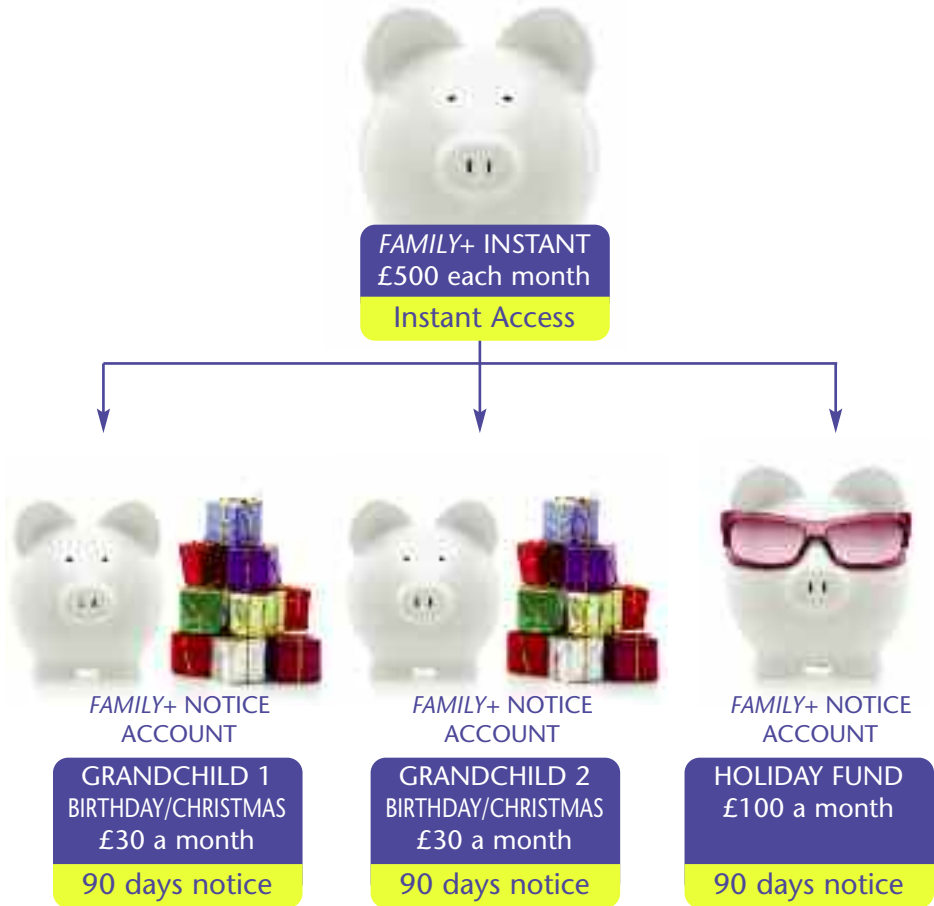 FAMILY+ INSTANT
£500 each month
Instant Access
FAMILY+ NOTICE
ACCOUNT
GRANDCHILD 1
BIRTHDAY/CHRISTMAS
£30 a month
90 days notice
FAMILY+ NOTICE
ACCOUNT
GRANDCHILD 2
BIRTHDAY/CHRISTMAS
£30 a month
90 days notice
FAMILY+ NOTICE
ACCOUNT
HOLIDAY FUND
£100 a month
90 days notice